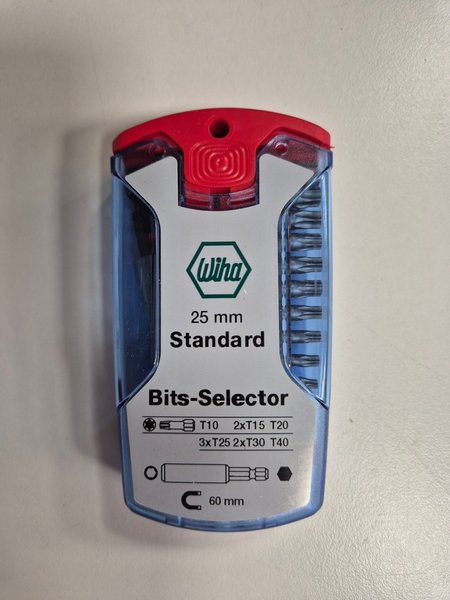 Wiha
25 mm
Standard
Bits-Selector
T10 2xT15 T20
3xT25 2xT30 T40
60 mm